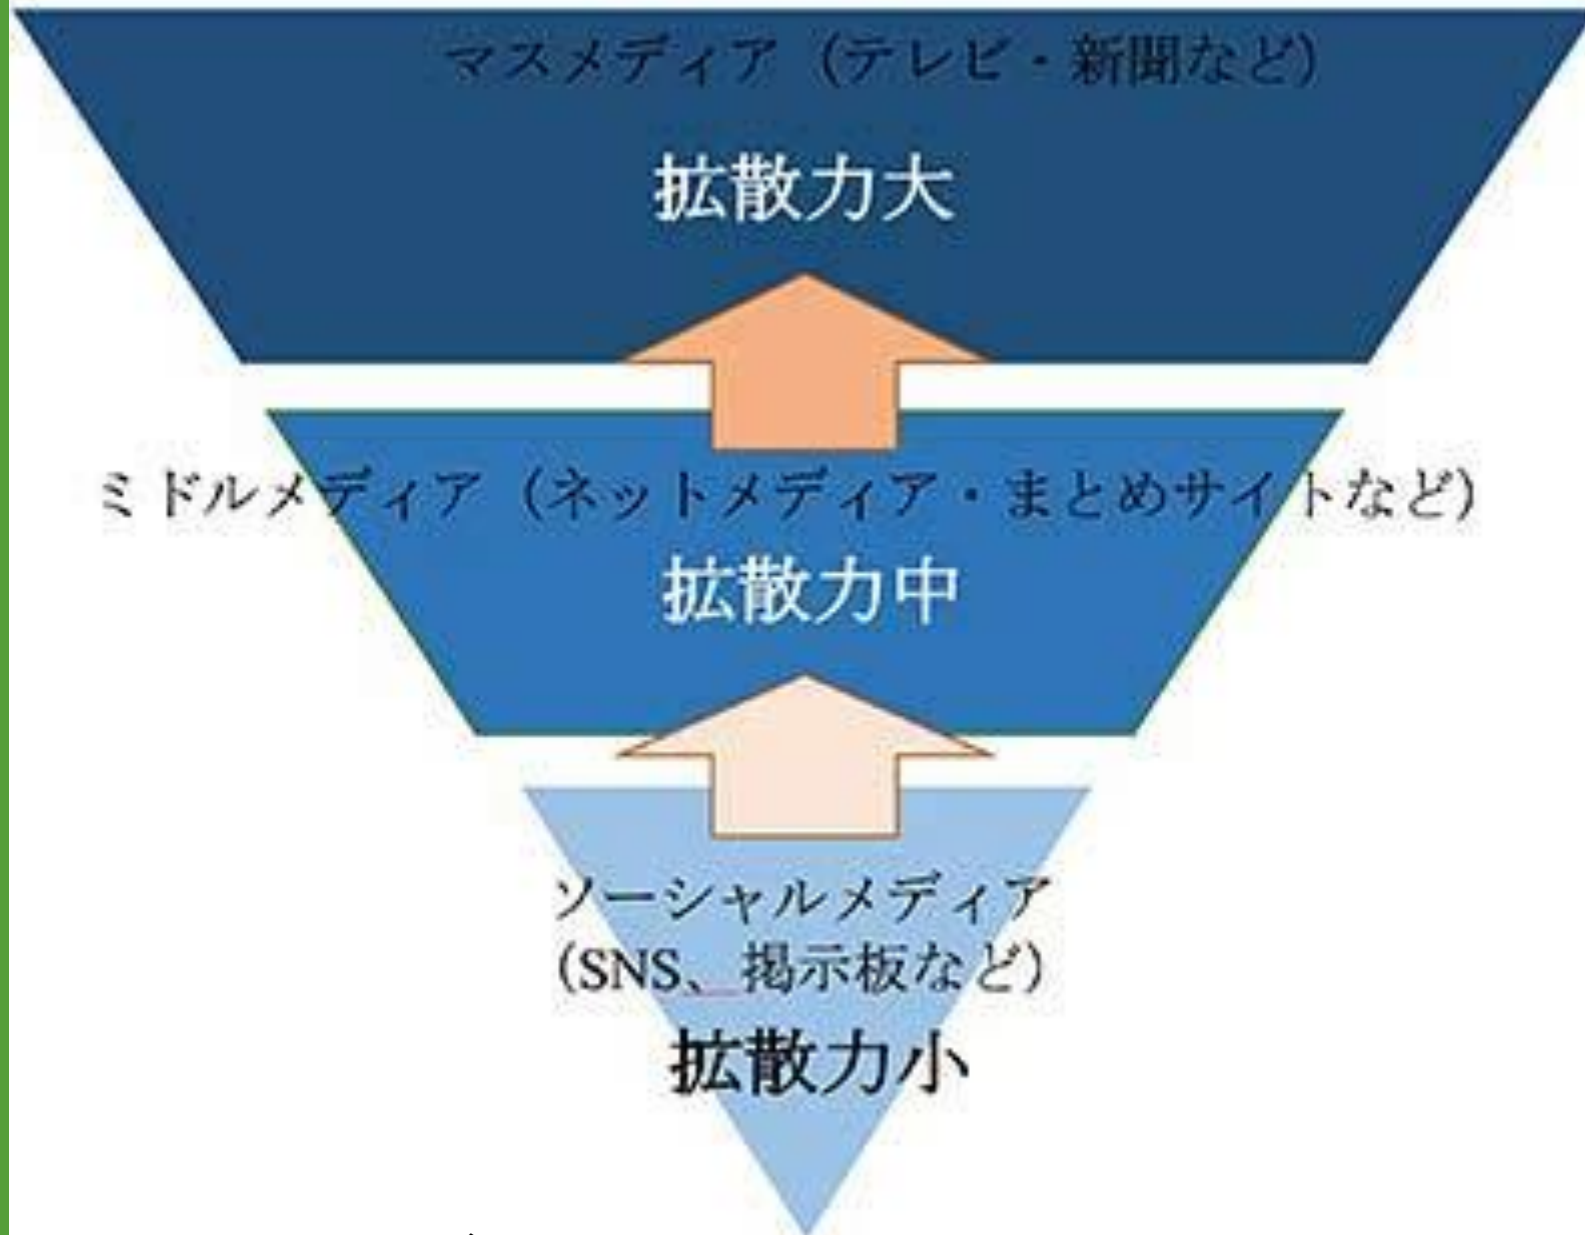 マスメディア（テレビ・新聞など）
拡散力大
ミドルメディア（ネットメディア・まとめサイトなど）
拡散力中
ソーシャルメディア
（SNS、掲示板など）
拡散力小